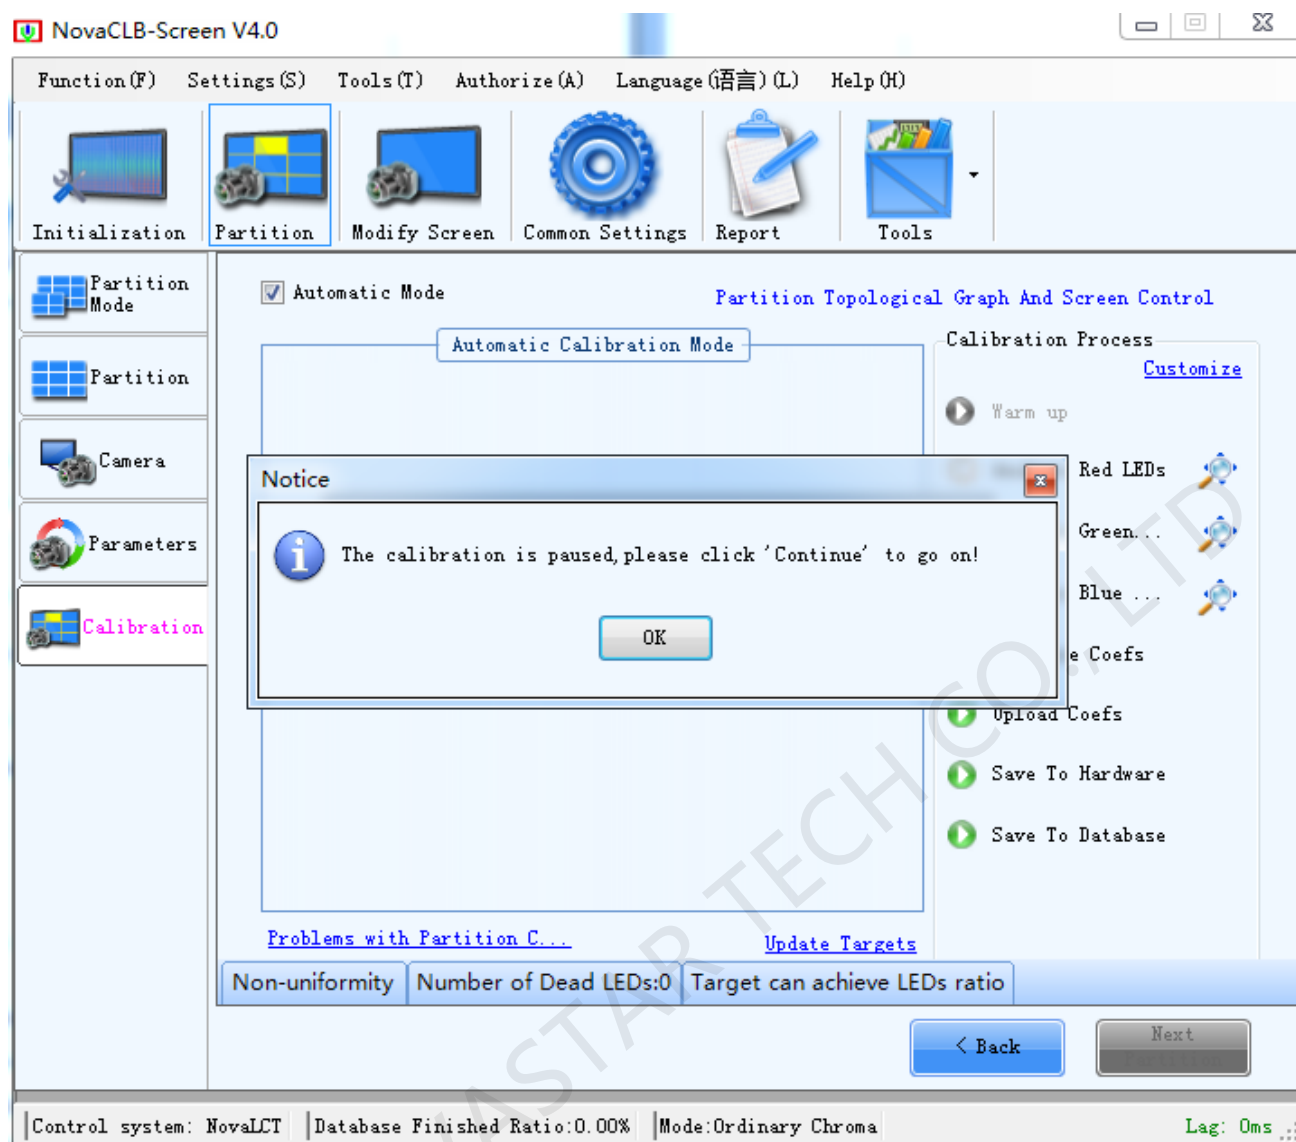 NovaCLB-Screen V4.0
Function(F) Settings(S) Tools(T) Authorize(A) Language(语言)(L) Help(H)
Initialization Partition Modify Screen Common Settings Report Tools
Partition Mode
Partition
Camera
Parameters
Calibration
Automatic Mode
Partition Topological Graph And Screen Control
Automatic Calibration Mode
Calibration Process
Customize
Warm up
Red LEDs
Green...
Blue ...
e Coefs
Upload Coefs
Save To Hardware
Save To Database
Notice
The calibration is paused,please click 'Continue' to go on!
OK
Problems with Partition C...
Update Targets
Non-uniformity Number of Dead LEDs:0 Target can achieve LEDs ratio
< Back
Next
Control system: NovaLCT Database Finished Ratio:0.00% Mode:Ordinary Chroma Lag: 0ms
VASTAR TECH CO., LTD